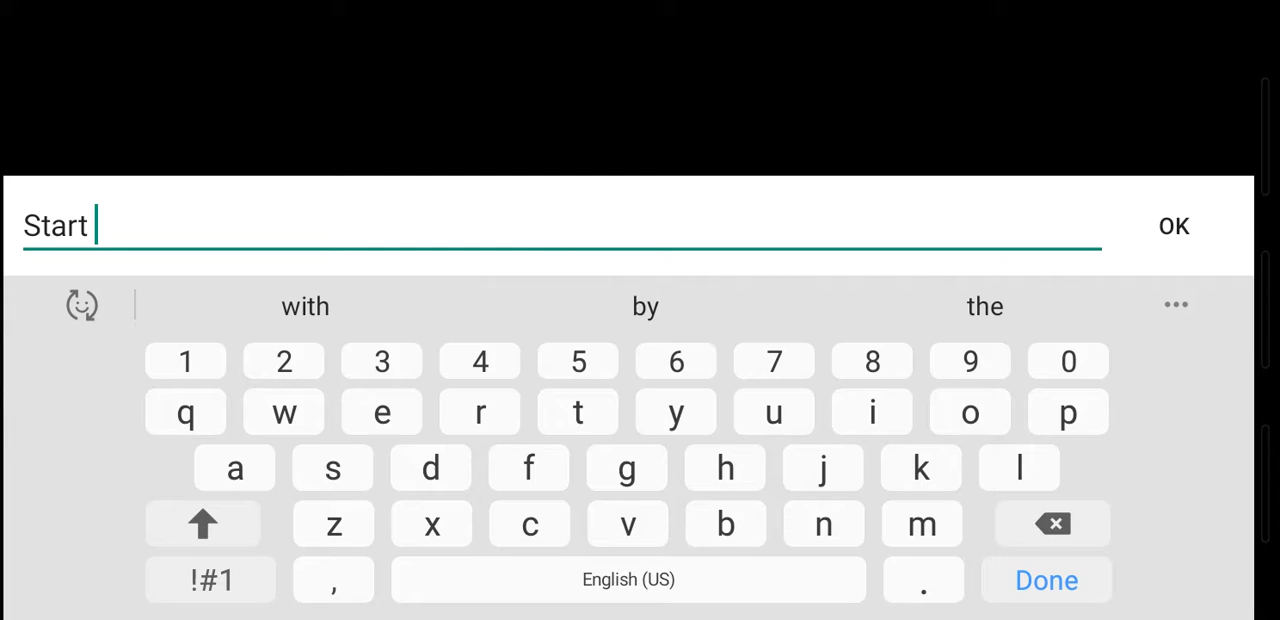 Start
OK
with by the
1 2 3 4 5 6 7 8 9 0
q w e r t y u i o p
a s d f g h j k l
z x c v b n m
!#1 , English (US) . Done